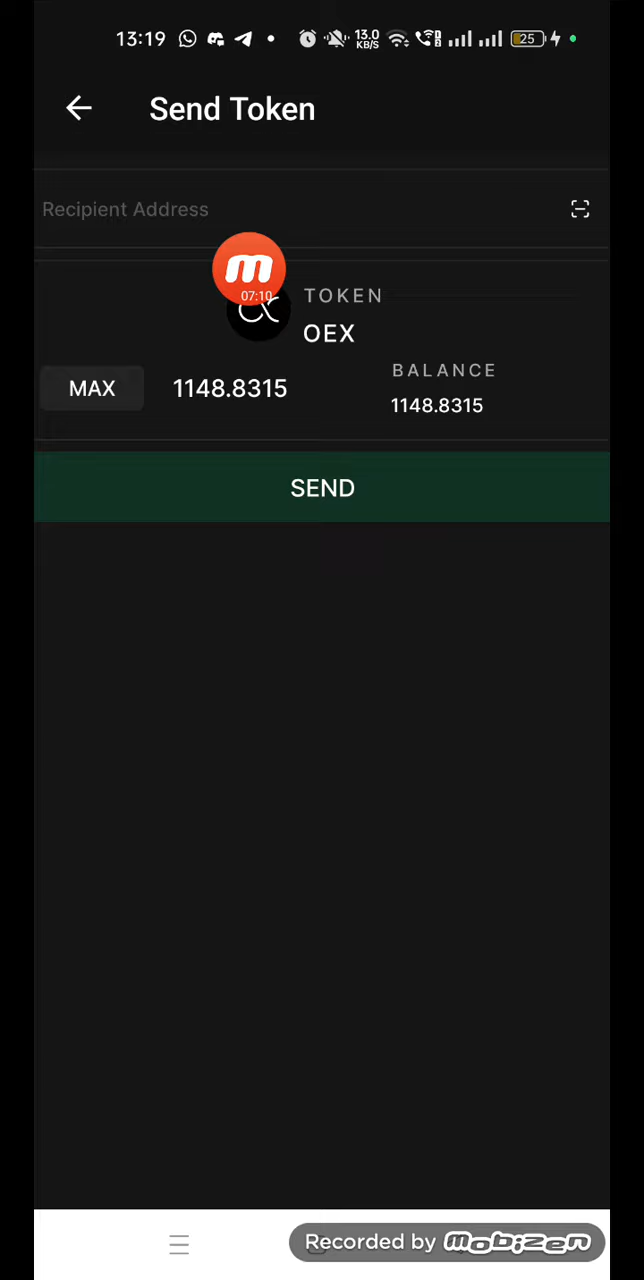 13:19 13.0 KB/S 25
Send Token
Recipient Address
m
07:10
TOKEN
OEX
MAX 1148.8315
BALANCE
1148.8315
SEND
Recorded by mobizen